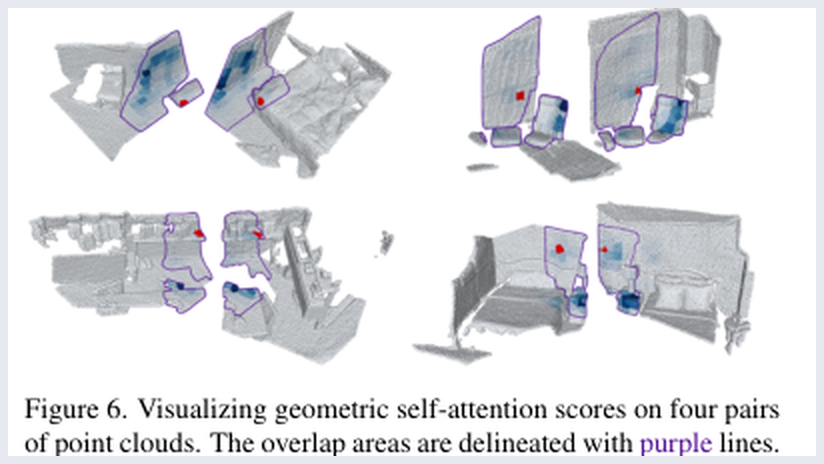 Figure 6. Visualizing geometric self-attention scores on four pairs
of point clouds. The overlap areas are delineated with purple lines.